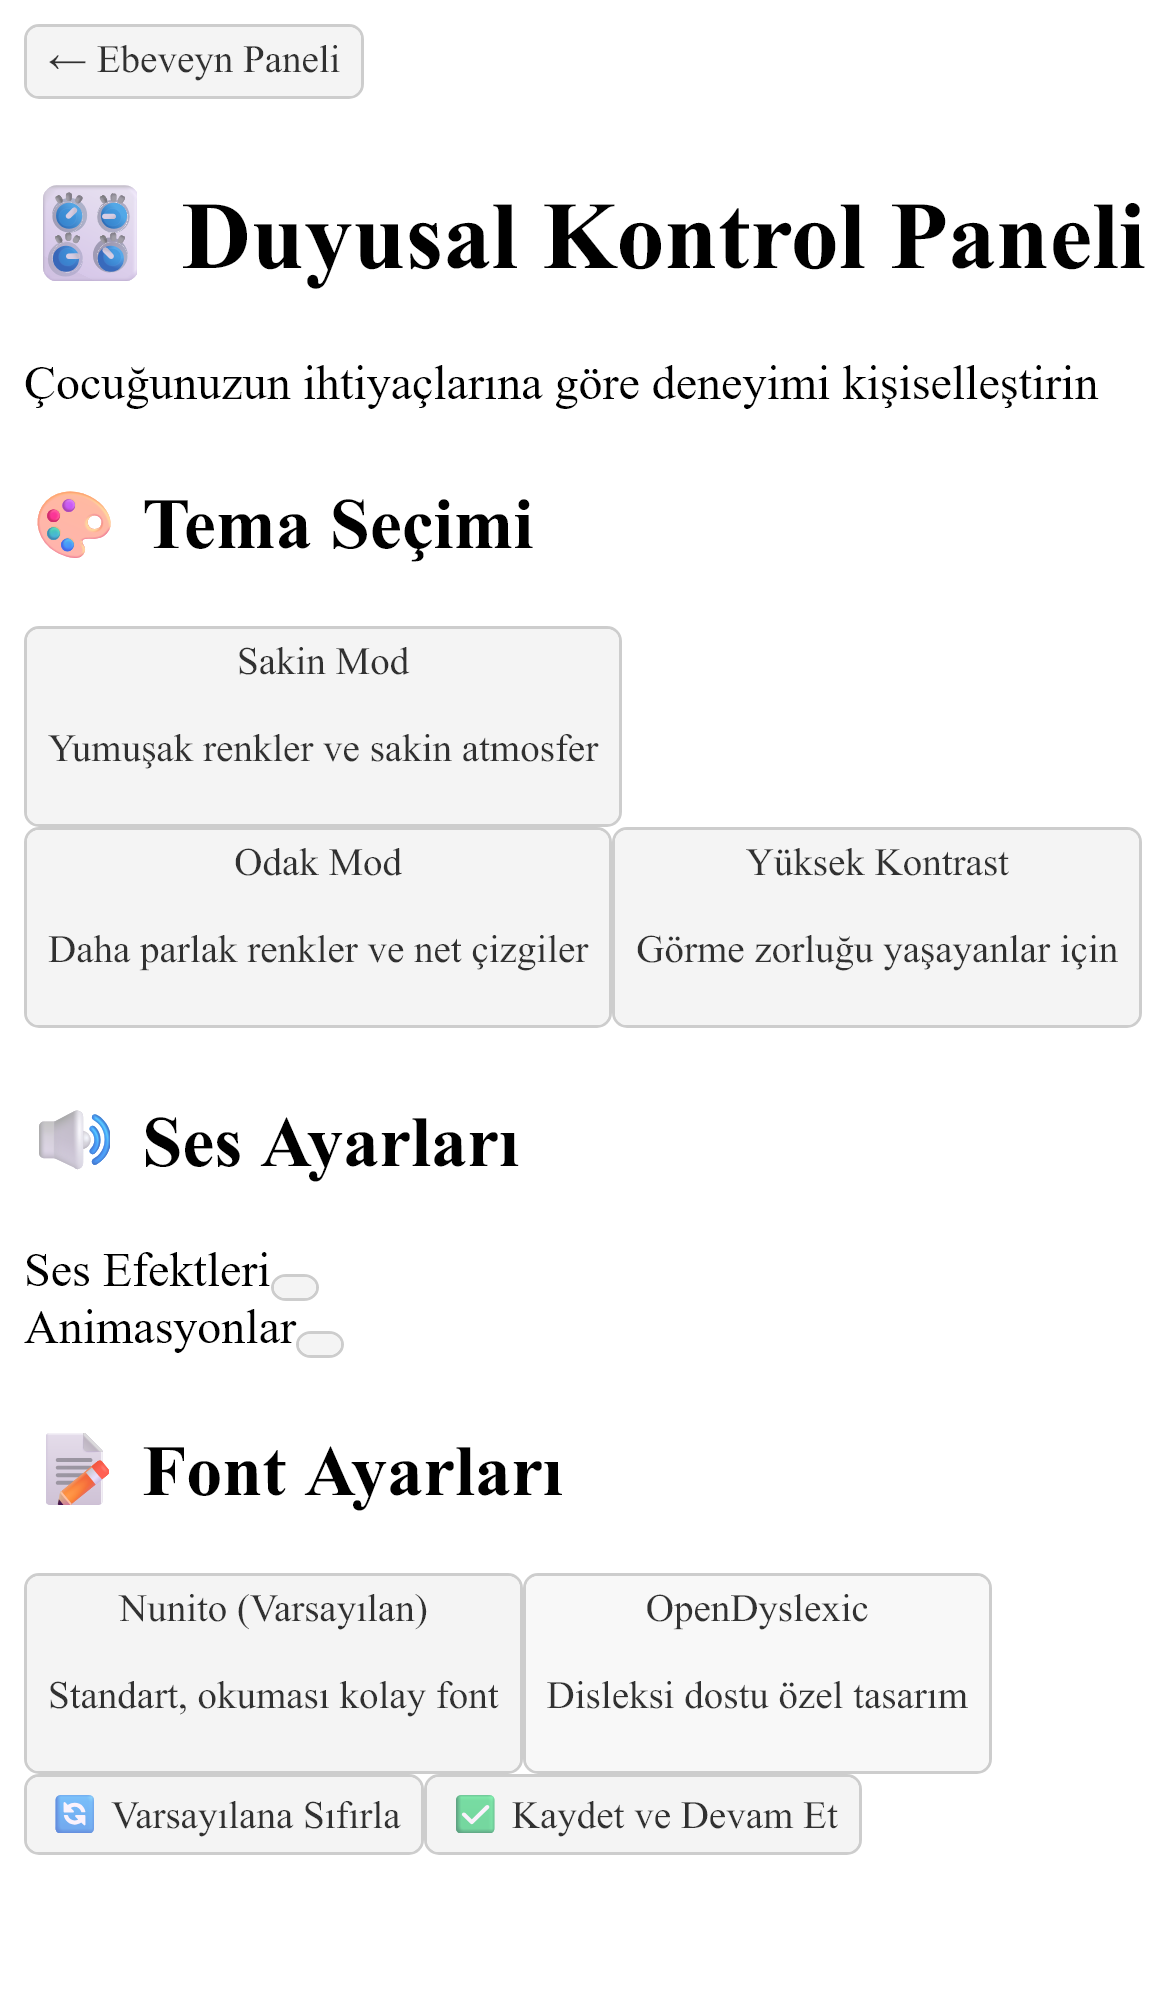 ← Ebeveyn Paneli
🎛️ Duyusal Kontrol Paneli
Çocuğunuzun ihtiyaçlarına göre deneyimi kişiselleştirin
🎨 Tema Seçimi
Sakin Mod
Yumuşak renkler ve sakin atmosfer
Odak Mod
Daha parlak renkler ve net çizgiler
Yüksek Kontrast
Görme zorluğu yaşayanlar için
🔊 Ses Ayarları
Ses Efektleri
Animasyonlar
📝 Font Ayarları
Nunito (Varsayılan)
Standart, okuması kolay font
OpenDyslexic
Disleksi dostu özel tasarım
🔄 Varsayılana Sıfırla
✅ Kaydet ve Devam Et